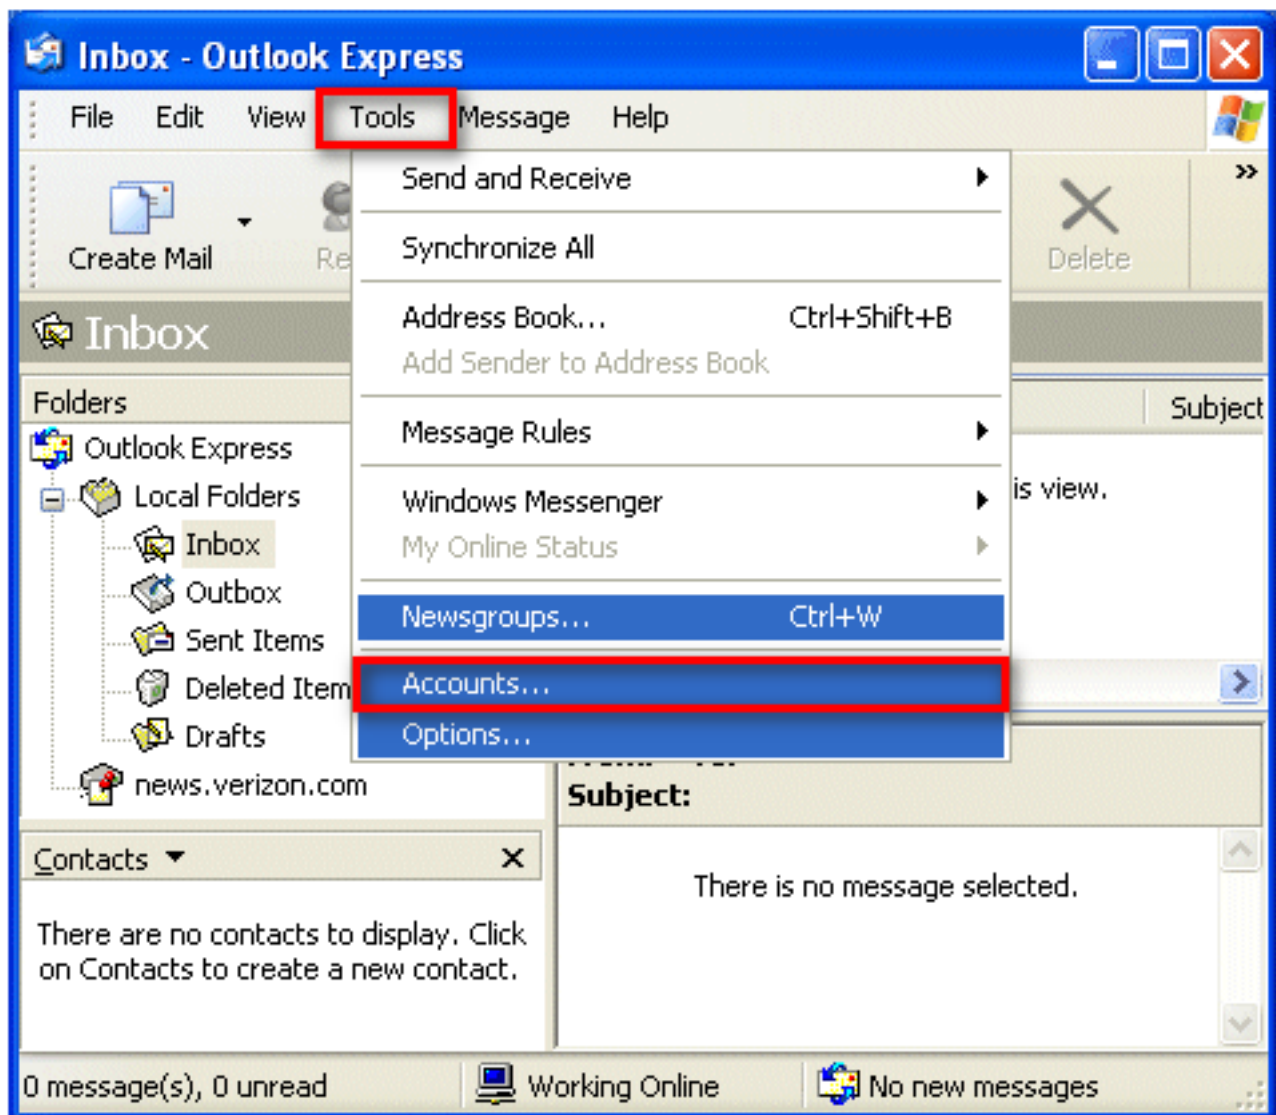 Inbox - Outlook Express
File Edit View Tools Message Help
Create Mail Re Delete »
Send and Receive
Synchronize All
Address Book... Ctrl+Shift+B
Add Sender to Address Book
Message Rules
Windows Messenger
My Online Status
Newsgroups... Ctrl+W
Accounts...
Options...
Inbox
Folders
Outlook Express
Local Folders
Inbox
Outbox
Sent Items
Deleted Item
Drafts
news.verizon.com
Subject
is view.
Subject:
There is no message selected.
Contacts
There are no contacts to display. Click
on Contacts to create a new contact.
0 message(s), 0 unread Working Online No new messages